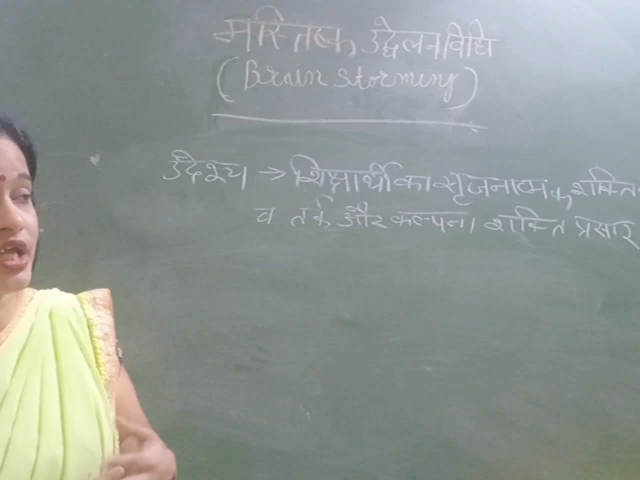 मस्तिष्क उद्वेलन विधि
(Brain Storming)
उद्देश्य → शिक्षार्थी का सृजनात्मक शक्ति
व तर्क और कल्पना शक्ति प्रसार